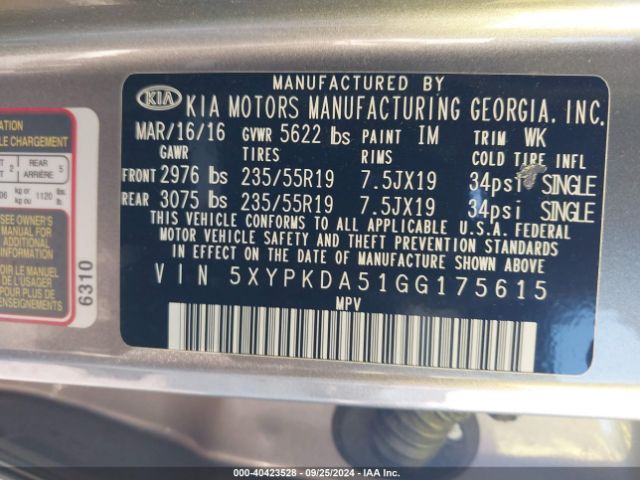 MANUFACTURED BY
KIA KIA MOTORS MANUFACTURING GEORGIA, INC.
MAR/16/16 GVWR 5622 lbs PAINT IM TRIM WK
GAWR TIRES RIMS COLD TIRE INFL
FRONT 2976 lbs 235/55R19 7.5JX19 34psi SINGLE
REAR 3075 lbs 235/55R19 7.5JX19 34psi SINGLE
THIS VEHICLE CONFORMS TO ALL APPLICABLE U.S.A. FEDERAL
MOTOR VEHICLE SAFETY AND THEFT PREVENTION STANDARDS
IN EFFECT ON THE DATE OF MANUFACTURE SHOWN ABOVE.
VIN 5XYPKDA51GG175615
MPV
CHARGEMENT
2 REAR ARRIÈRE 5
kg or ou 1120 lbs.
SEE OWNER'S
MANUAL FOR
ADDITIONAL
INFORMATION
LE MANUEL
DE L'USAGER
POUR PLUS DE
RENSEIGNEMENTS
6310
000-40423528 - 09/25/2024 - IAA Inc.